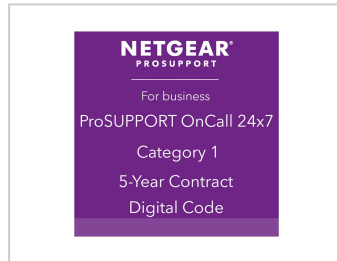 NETGEAR®
PROSUPPORT
For business
ProSUPPORT OnCall 24x7
Category 1
5-Year Contract
Digital Code